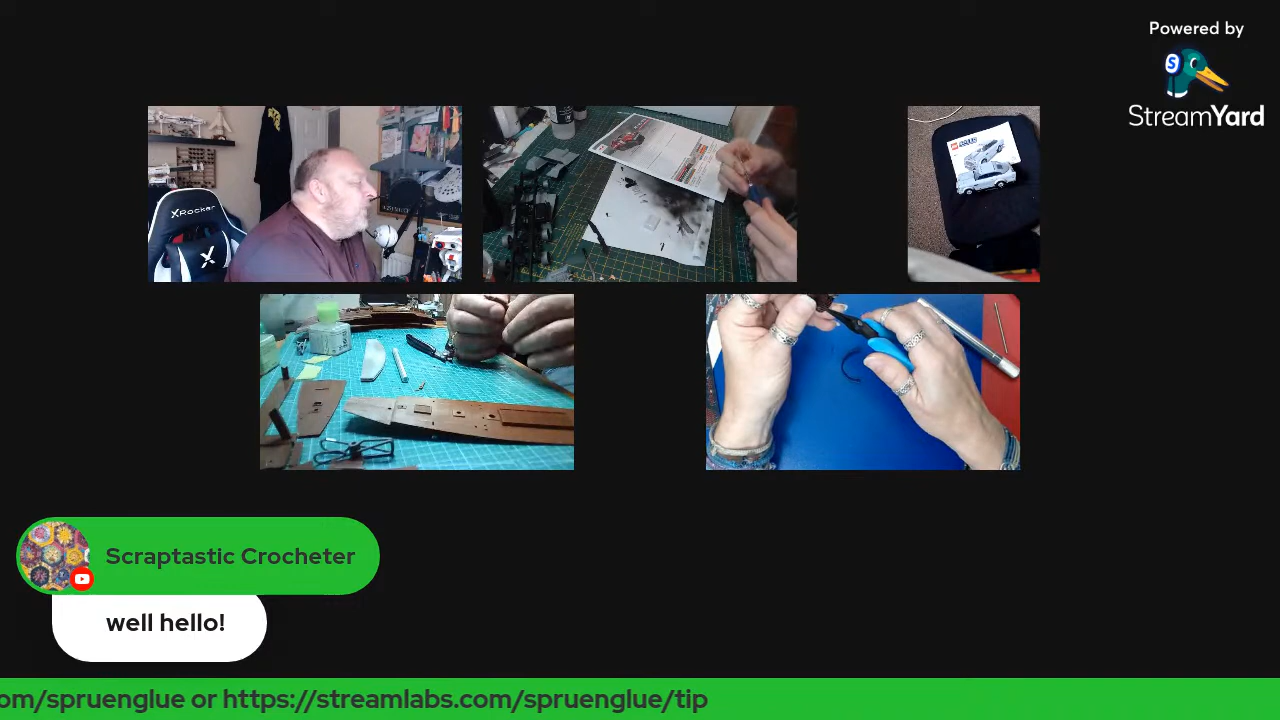 Powered by
StreamYard
XRocker
X
Scraptastic Crocheter
well hello!
om/spruenglue or https://streamlabs.com/spruenglue/tip